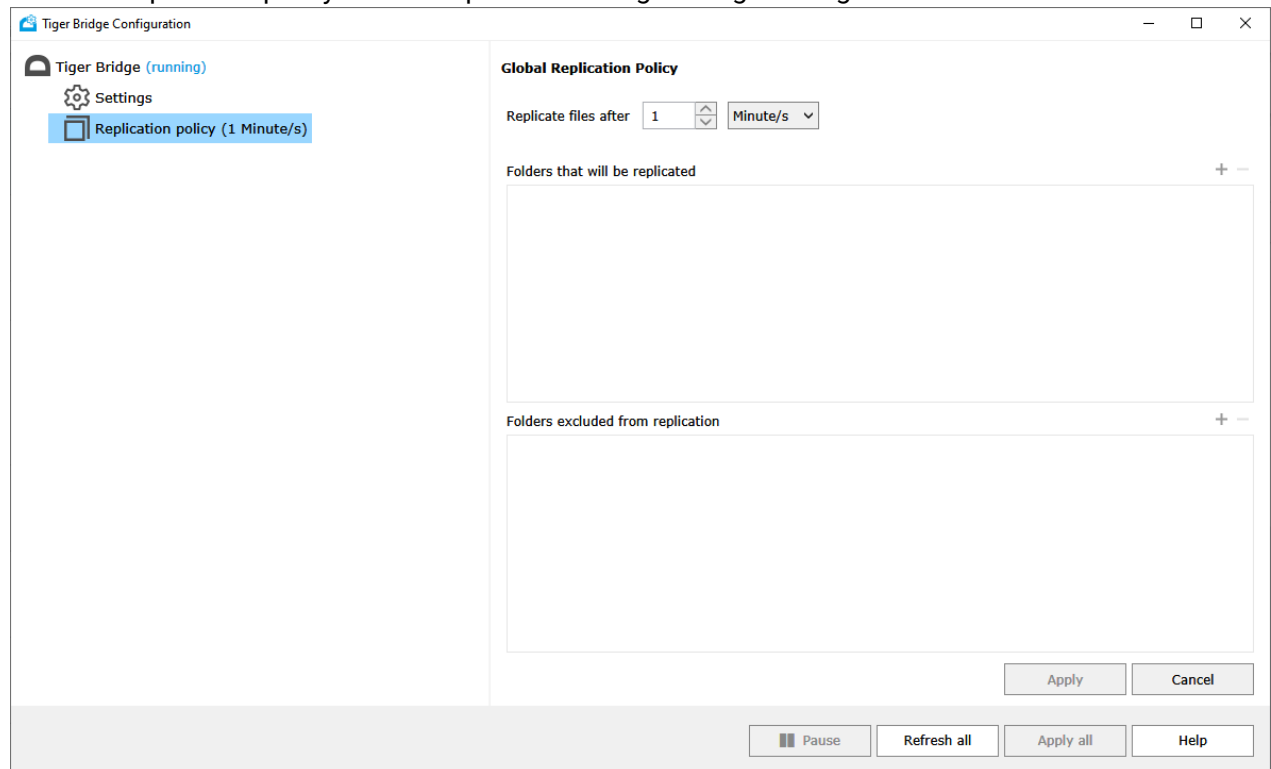 Tiger Bridge Configuration
Tiger Bridge (running)
Settings
Replication policy (1 Minute/s)
Global Replication Policy
Replicate files after 1 Minute/s
Folders that will be replicated
Folders excluded from replication
Apply Cancel
Pause Refresh all Apply all Help